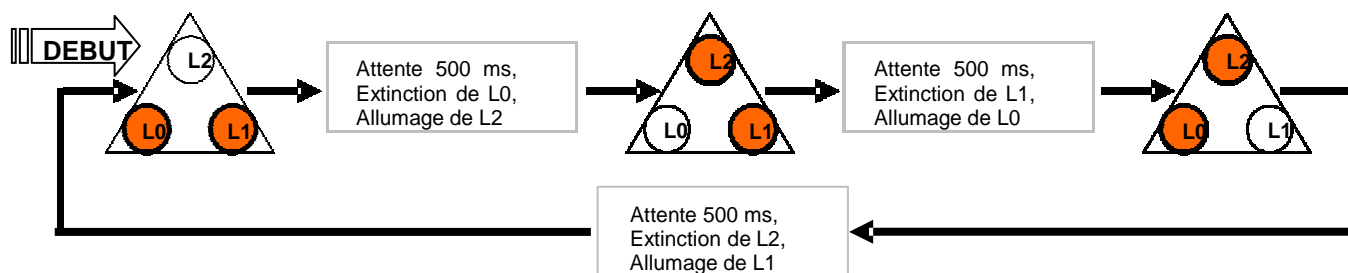 DEBUT
L2
L0 L1
Attente 500 ms,
Extinction de L0,
Allumage de L2
L2
L0 L1
Attente 500 ms,
Extinction de L1,
Allumage de L0
L2
L0 L1
Attente 500 ms,
Extinction de L2,
Allumage de L1